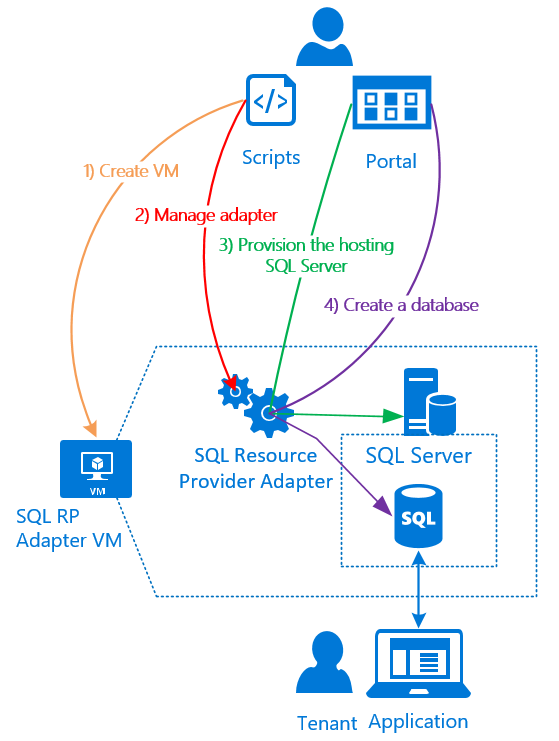 </>
Scripts
Portal
1) Create VM
2) Manage adapter
3) Provision the hosting
SQL Server
4) Create a database
SQL Resource
Provider Adapter
SQL Server
VM
SQL RP
Adapter VM
SQL
Tenant
Application